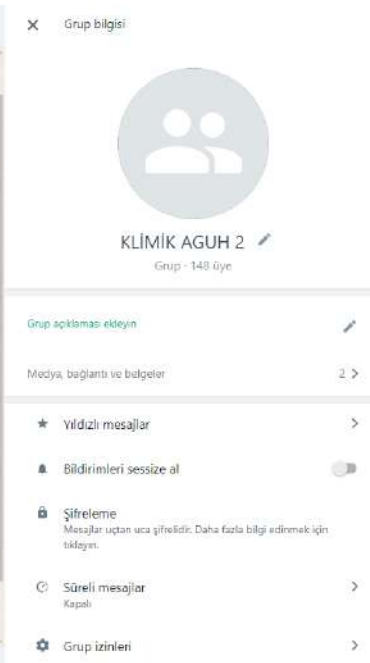 Grup bilgisi
KLİMİK AGUH 2
Grup · 148 üye
Grup açıklaması ekleyin
Medya, bağlantı ve belgeler
2
Yıldızlı mesajlar
Bildirimleri sessize al
Şifreleme
Mesajlar uçtan uca şifrelidir. Daha fazla bilgi edinmek için
tıklayın.
Süreli mesajlar
Kapalı
Grup izinleri